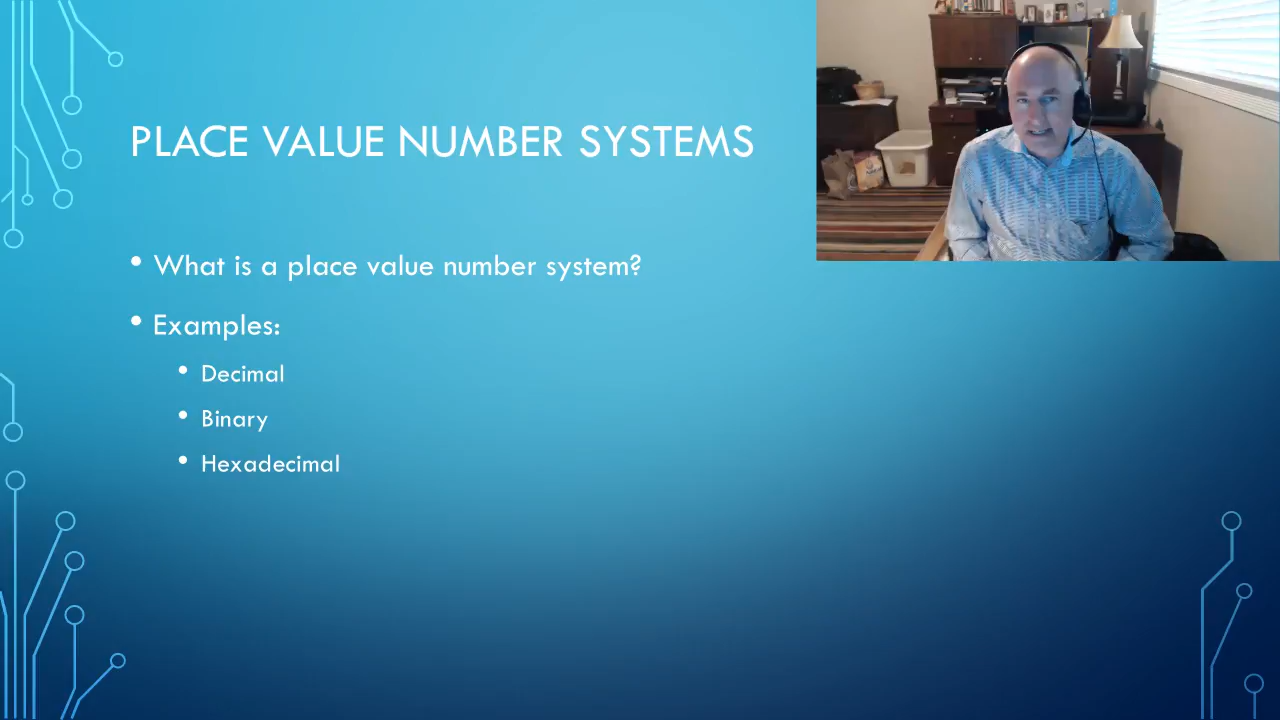 PLACE VALUE NUMBER SYSTEMS
• What is a place value number system?
• Examples:
• Decimal
• Binary
• Hexadecimal